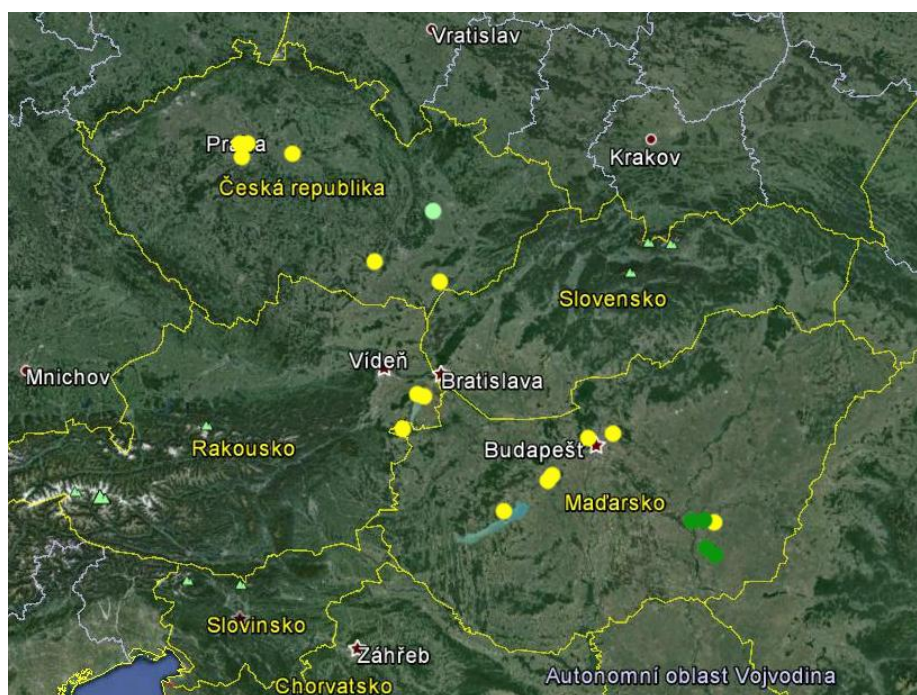 Vratislav
Praha
Krakov
Česká republika
Slovensko
Vídeň
Mnichov
Bratislava
Rakousko
Budapešť
Maďarsko
Slovinsko
Záhřeb
Autonomní oblast Vojvodina
Chorvatsko